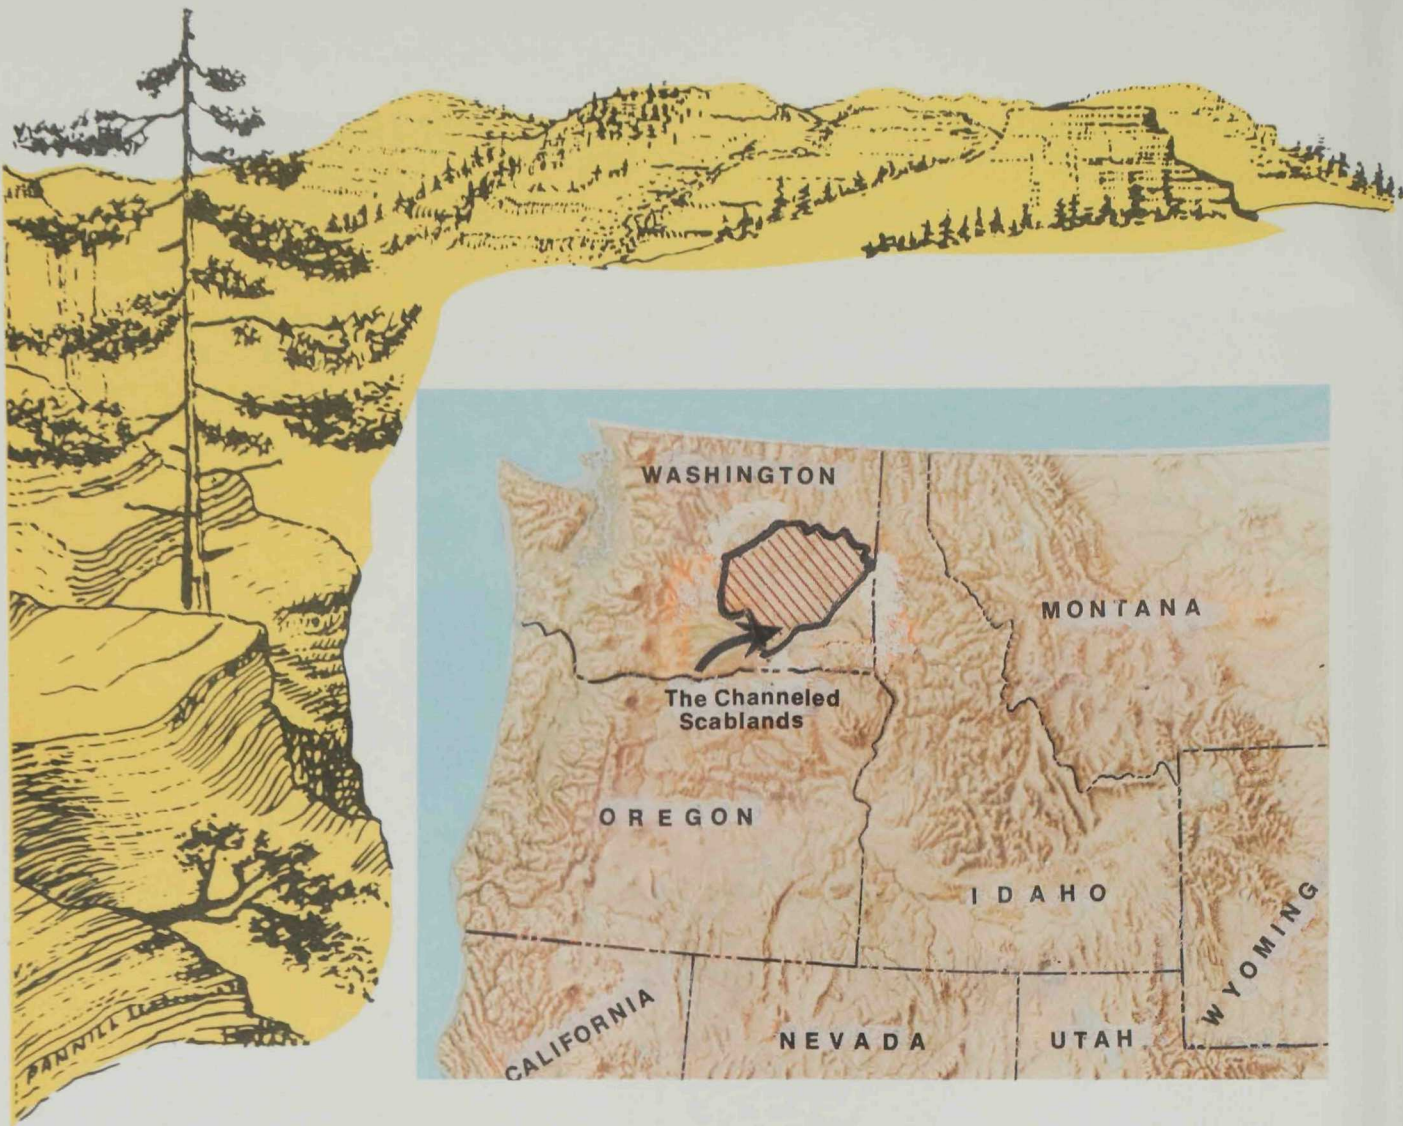 WASHINGTON
MONTANA
The Channeled
Scablands
OREGON
IDAHO
WYOMING
CALIFORNIA
NEVADA
UTAH
PANNILL